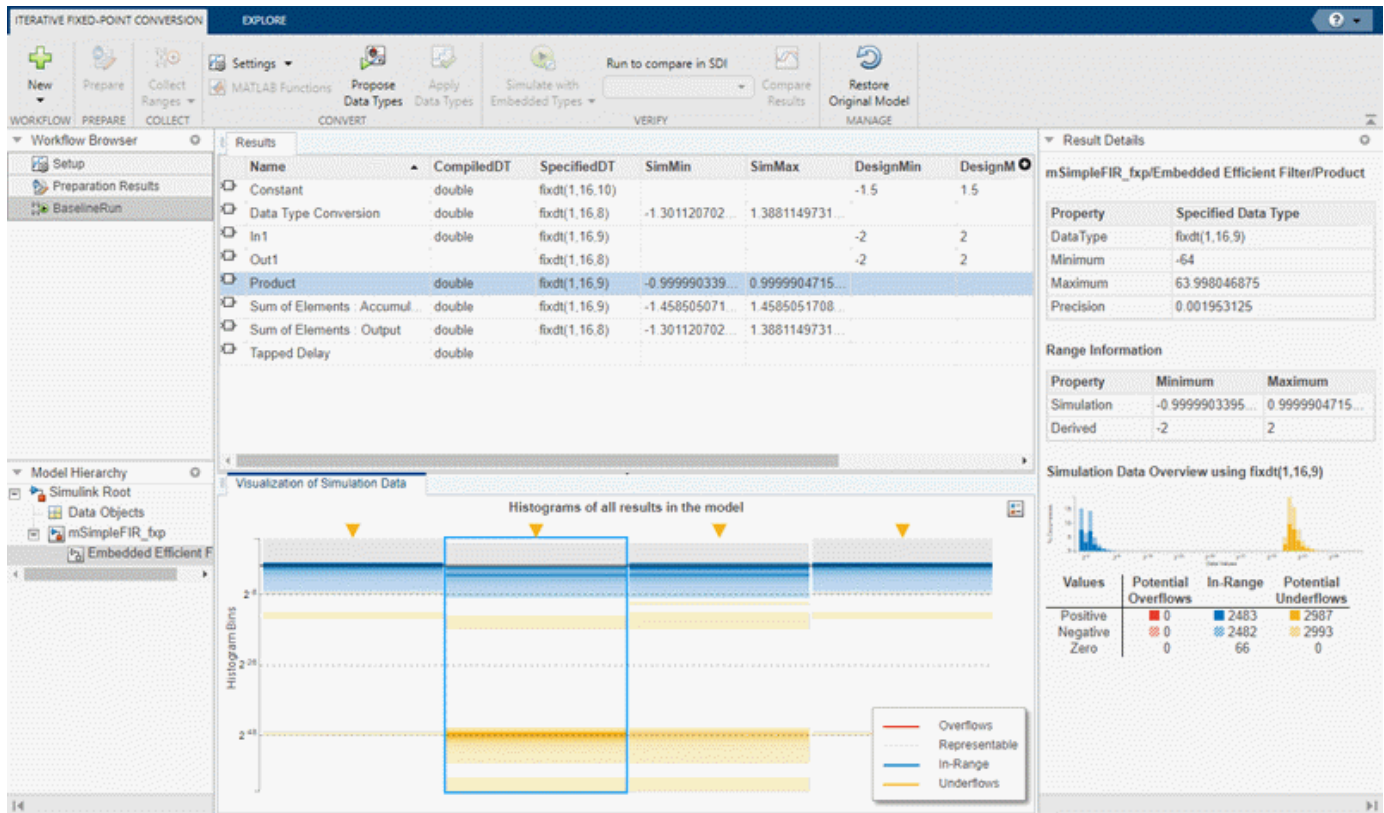 ITERATIVE FIXED-POINT CONVERSION EXPLORE
New Prepare Collect Ranges
Settings
MATLAB Functions
Propose Data Types
Apply Data Types
Simulate with Embedded Types
Run to compare in SDI
Compare Results
Restore Original Model
WORKFLOW PREPARE COLLECT CONVERT VERIFY MANAGE
Workflow Browser
Setup
Preparation Results
BaselineRun
Model Hierarchy
Simulink Root
Data Objects
mSimpleFIR_fxp
Embedded Efficient F
Results
Name CompiledDT SpecifiedDT SimMin SimMax DesignMin DesignM
Constant double fixdt(1,16,10) -1.5 1.5
Data Type Conversion double fixdt(1,16,8) -1.301120702... 1.3881149731...
In1 double fixdt(1,16,9) -2 2
Out1 fixdt(1,16,8) -2 2
Product double fixdt(1,16,9) -0.999990339... 0.9999904715...
Sum of Elements : Accumul... double fixdt(1,16,9) -1.458505071... 1.4585051708...
Sum of Elements : Output double fixdt(1,16,8) -1.301120702... 1.3881149731...
Tapped Delay double
Visualization of Simulation Data
Histograms of all results in the model
Histogram Bins
2^-28
2^-48
Overflows
Representable
In-Range
Underflows
Result Details
mSimpleFIR_fxp/Embedded Efficient Filter/Product
Property Specified Data Type
DataType fixdt(1,16,9)
Minimum -64
Maximum 63.998046875
Precision 0.001953125
Range Information
Property Minimum Maximum
Simulation -0.9999903395... 0.9999904715...
Derived -2 2
Simulation Data Overview using fixdt(1,16,9)
Values Potential Overflows In-Range Potential Underflows
Positive 0 2483 2987
Negative 0 2482 2993
Zero 0 66 0